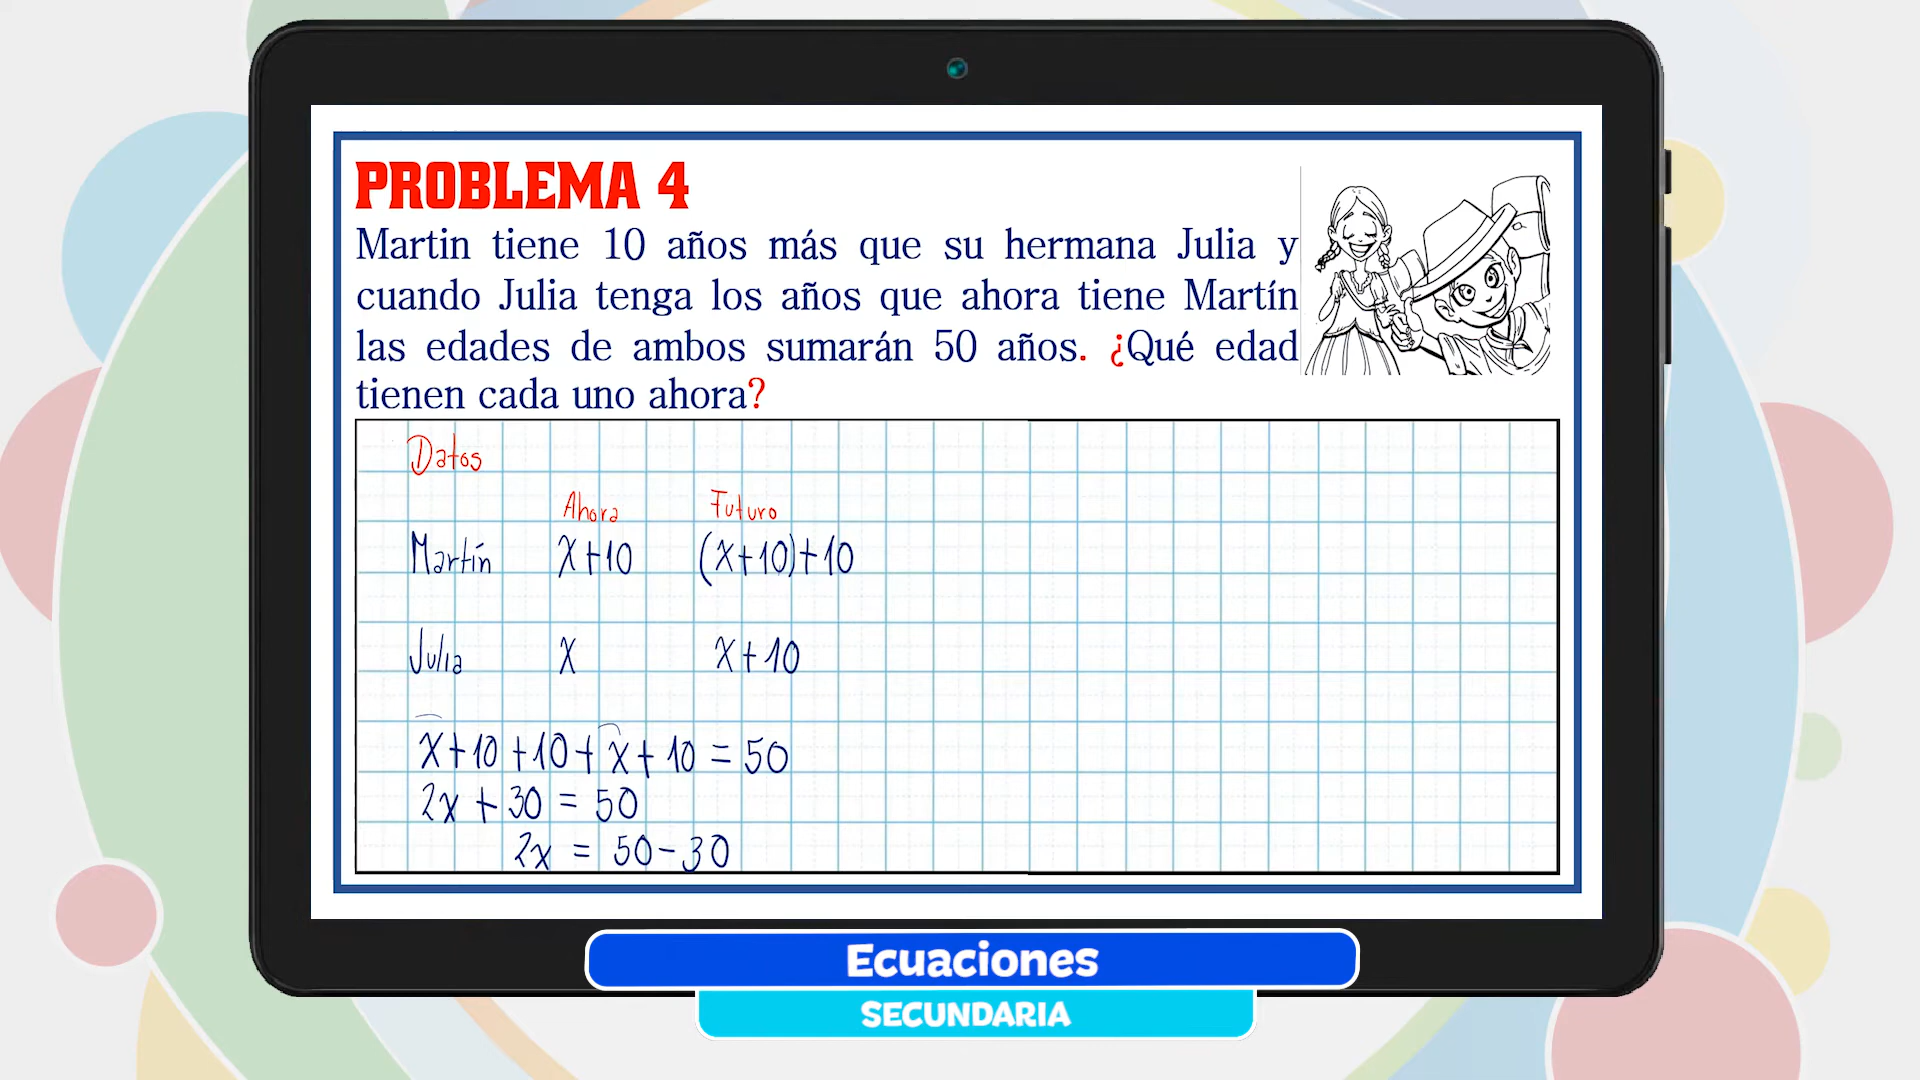 PROBLEMA 4
Martin tiene 10 años más que su hermana Julia y
cuando Julia tenga los años que ahora tiene Martín
las edades de ambos sumarán 50 años. ¿Qué edad
tienen cada uno ahora?
Datos
Ahora Futuro
Martín x+10 (x+10)+10
Julia x x+10
x+10+10+x+10 = 50
2x + 30 = 50
2x = 50-30
Ecuaciones
SECUNDARIA